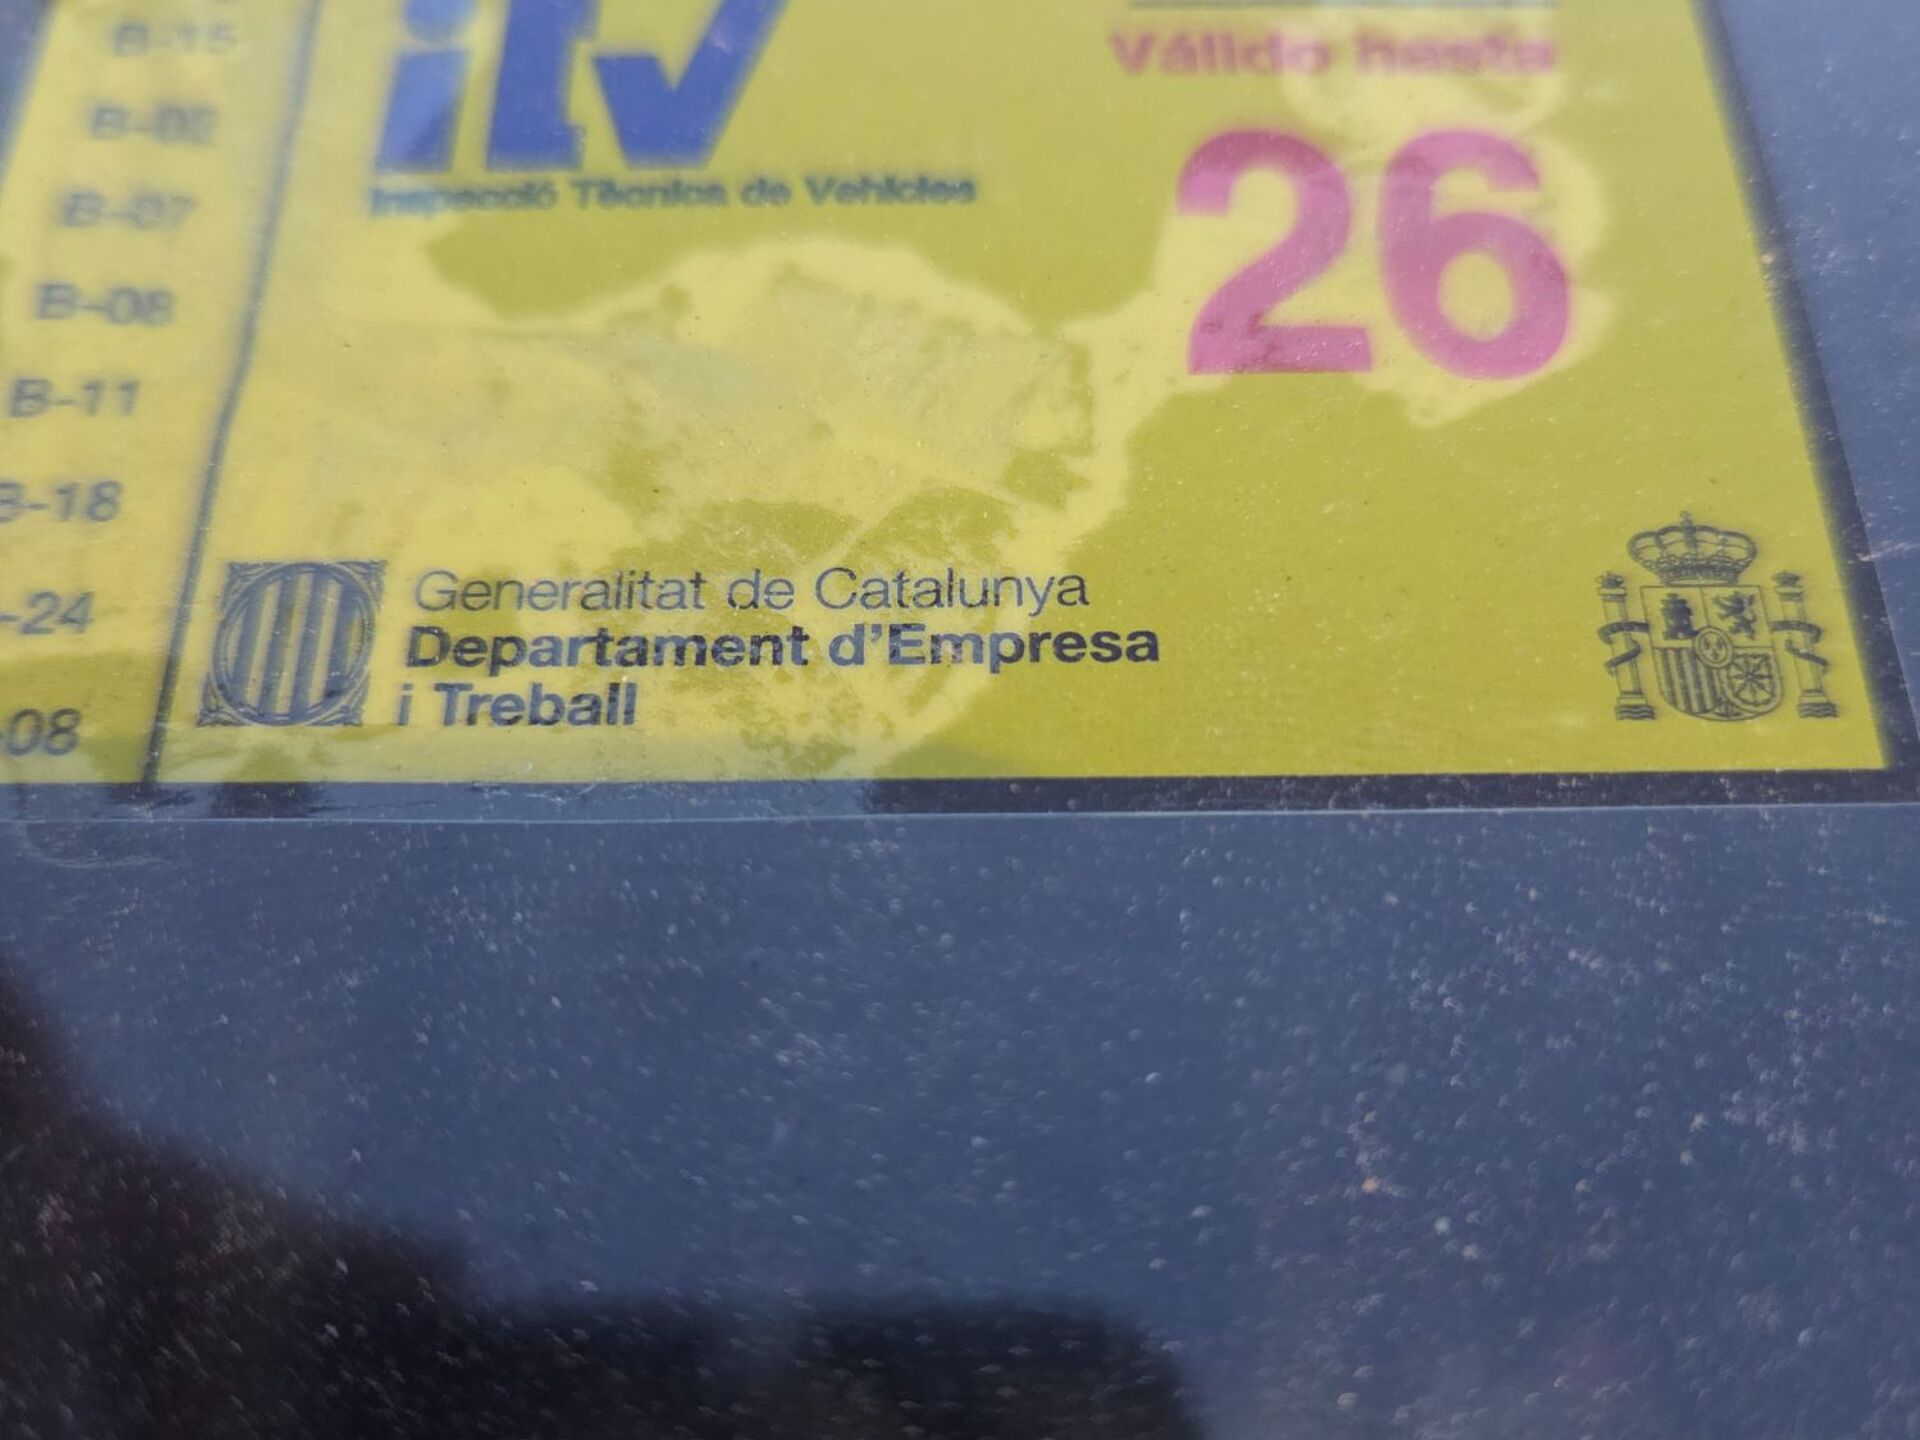 B-15
B-02
B-07
B-08
B-11
B-18
-24
-08
itv
Inspecció Tècnica de Vehicles
Válido hasta
26
Generalitat de Catalunya
Departament d'Empresa
i Treball